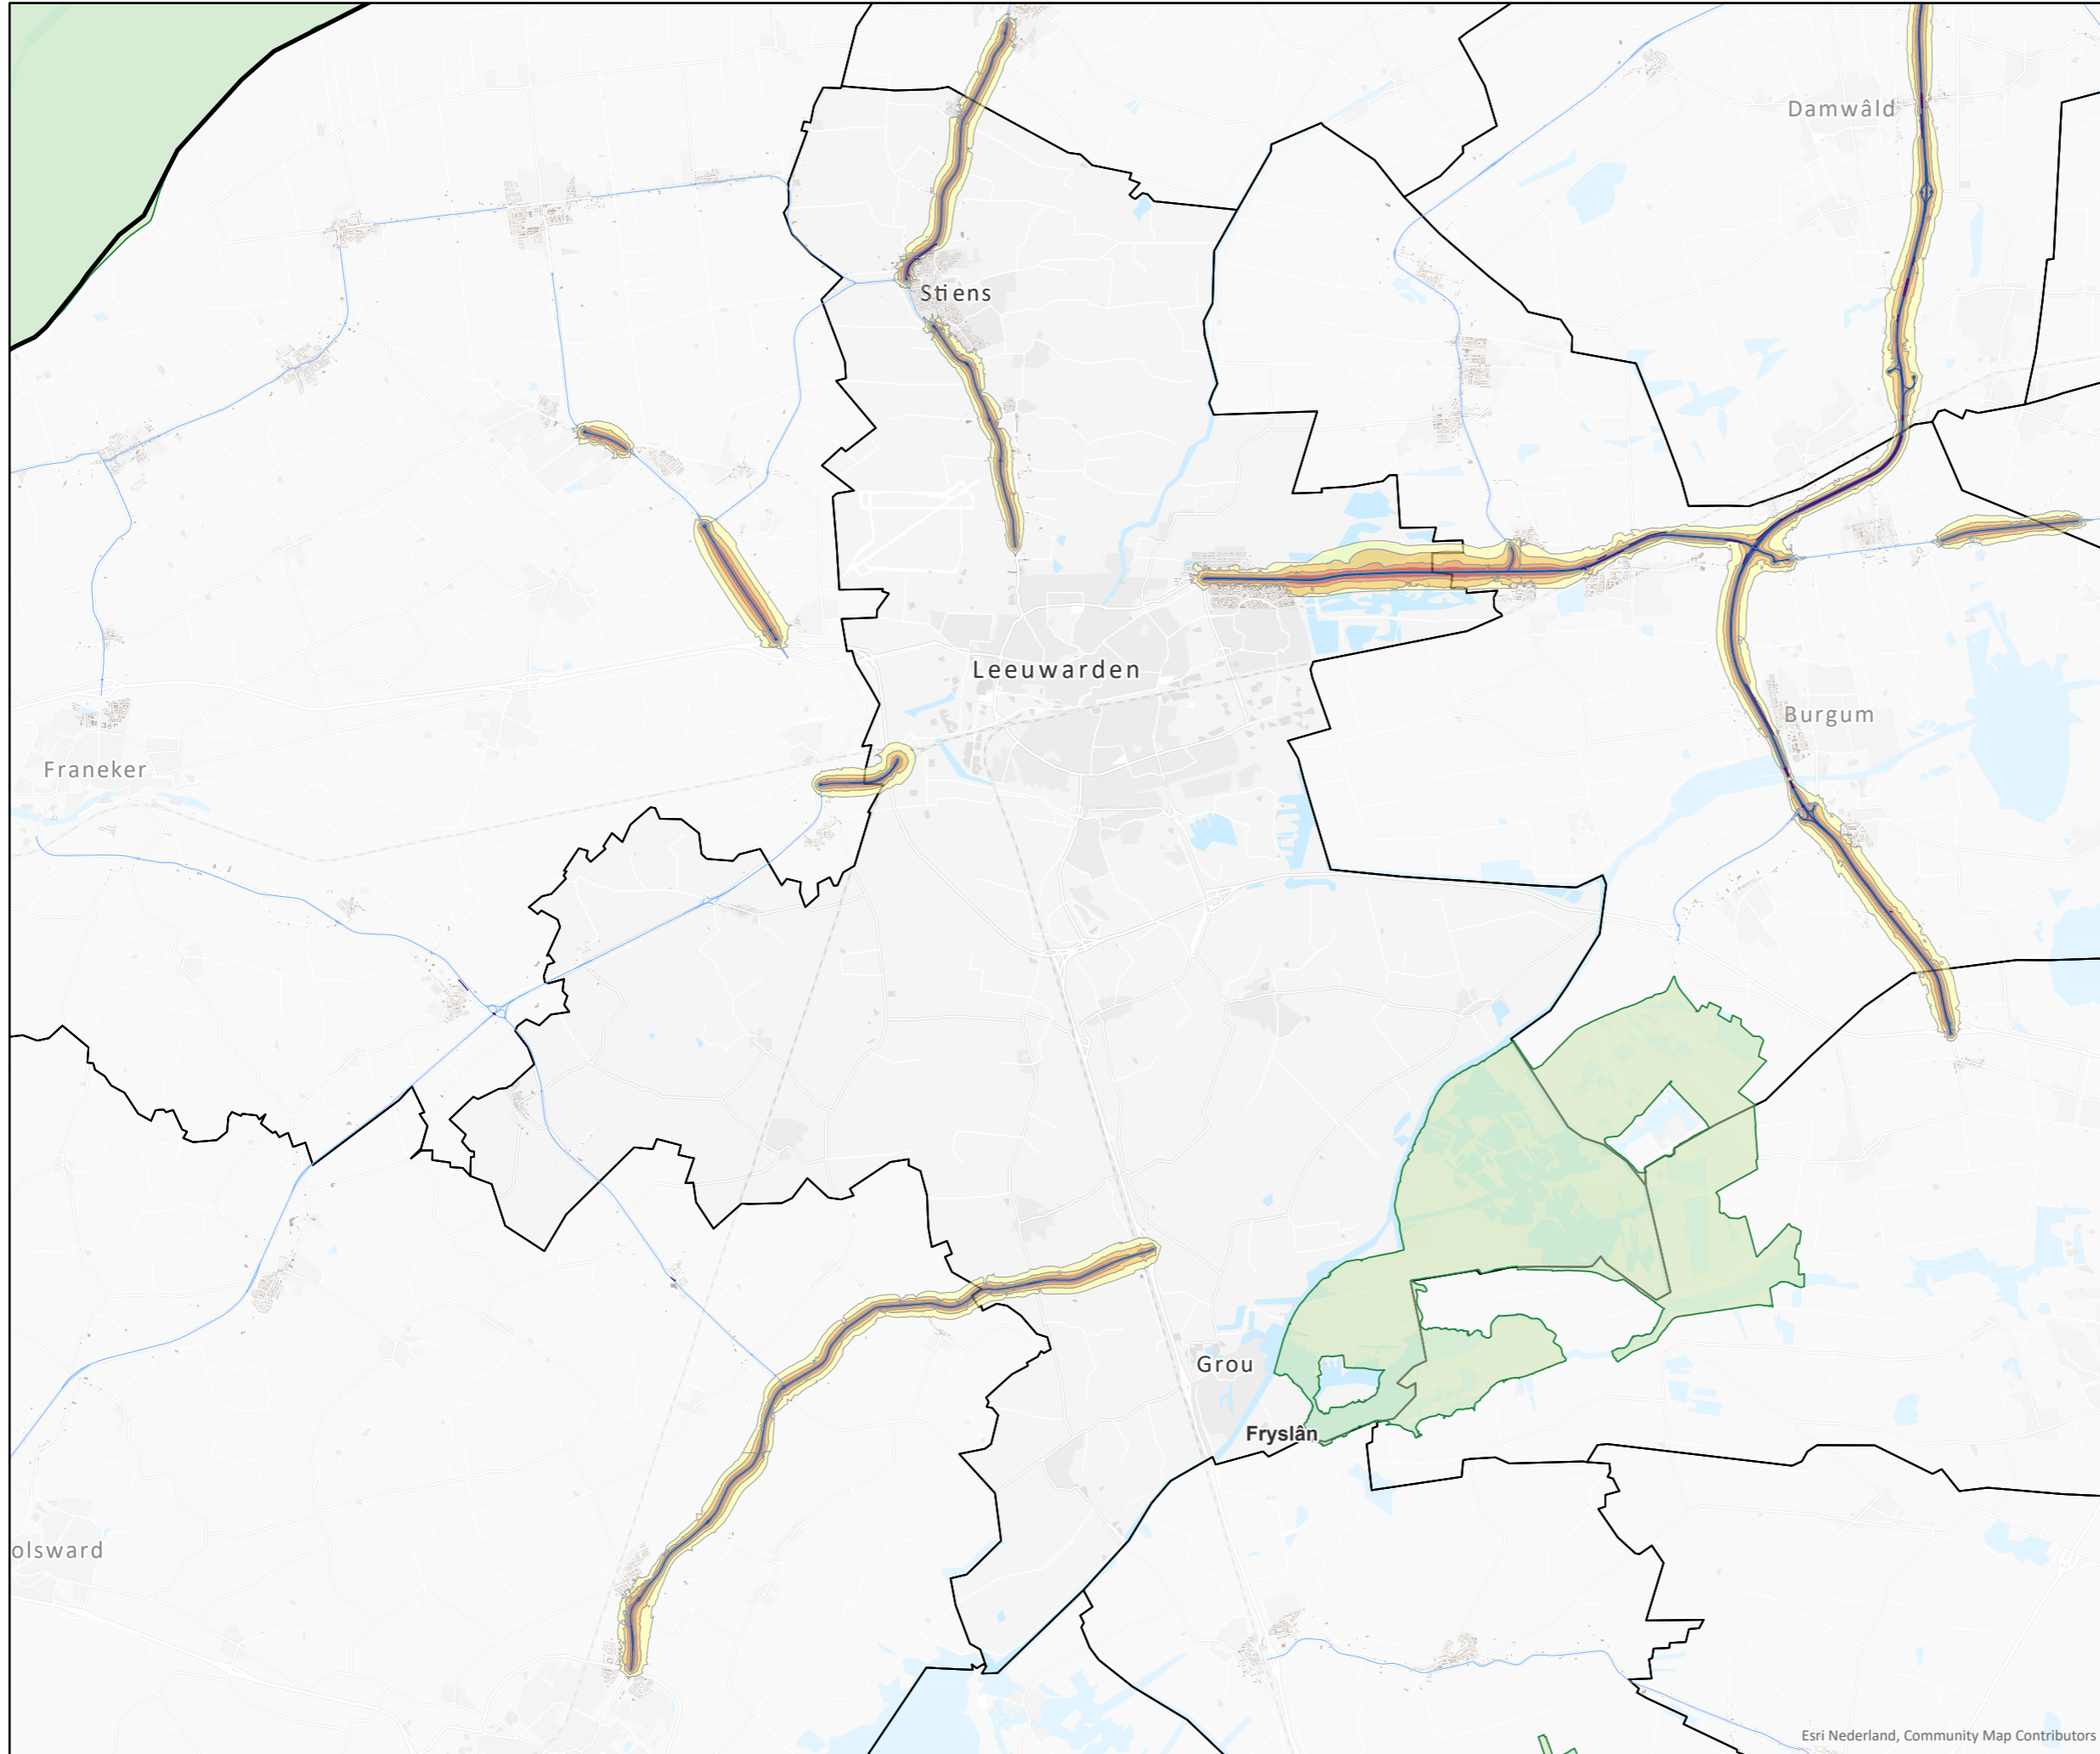 Damwâld
Stiens
Leeuwarden
Burgum
Franeker
Grou
Fryslân
olsward
Esri Nederland, Community Map Contributors